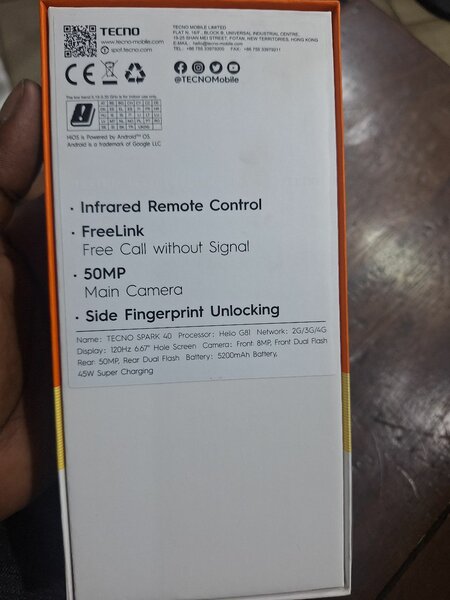 TECNO
www.tecno-mobile.com
spot.tecno.com
TECNO MOBILE LIMITED
FLAT N, 16/F., BLOCK B, UNIVERSAL INDUSTRIAL CENTRE,
19-25 SHAN MEI STREET, FOTAN, NEW TERRITORIES, HONG KONG
E-MAIL: hello@tecno-mobile.com
CE
@TECNOMobile
HiOS is Powered by Android™ OS.
Android is a trademark of Google LLC
· Infrared Remote Control
· FreeLink
Free Call without Signal
· 50MP
Main Camera
· Side Fingerprint Unlocking
Name: TECNO SPARK 40 Processor: Helio G81 Network: 2G/3G/4G
Display: 120Hz 6.67" Hole Screen Camera: Front: 8MP, Front Dual Flash
Rear: 50MP, Rear Dual Flash Battery: 5200mAh Battery,
45W Super Charging